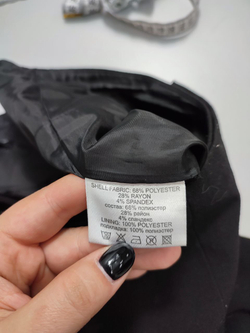 SHELL FABRIC: 68% POLYESTER
28% RAYON
4% SPANDEX
состав: 68% полиэстер
28% район
4% спандекс
LINING: 100% POLYESTER
подкладка: 100% полиэстер